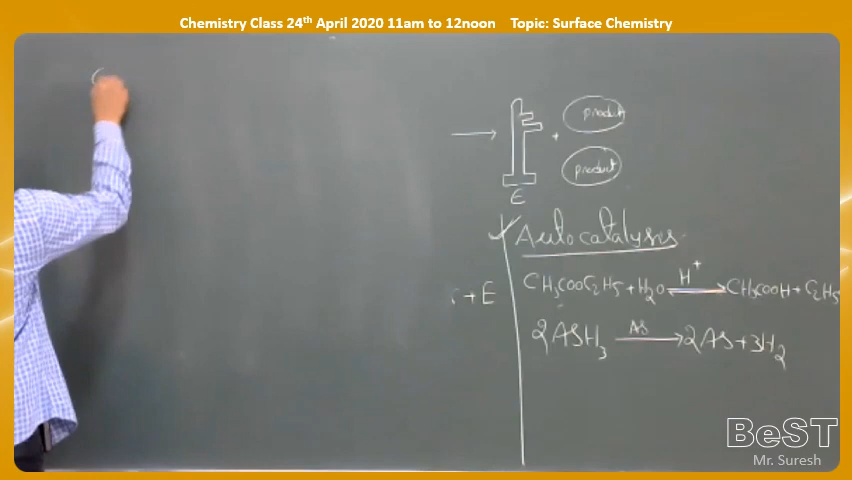 Chemistry Class 24th April 2020 11am to 12noon Topic: Surface Chemistry
product
+
product
E
Autocatalysis
CH3COOC2H5 + H2O ⇌ CH3COOH + C2H5
H+
+ E
2AsH3 → 2As + 3H2
As
BeST
Mr. Suresh